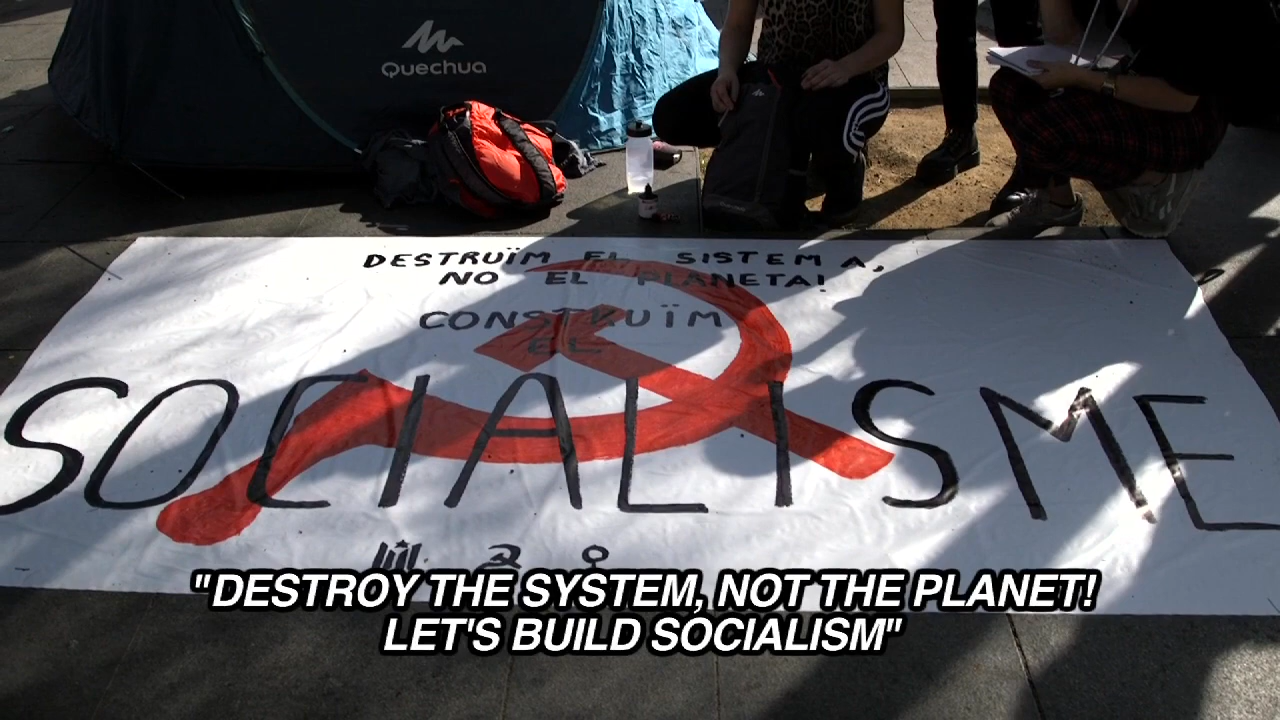 Quechua
DESTRUÏM EL SISTEMA,
NO EL PLANETA!
CONSTRUÏM
EL
SOCIALISME
"DESTROY THE SYSTEM, NOT THE PLANET!
LET'S BUILD SOCIALISM"